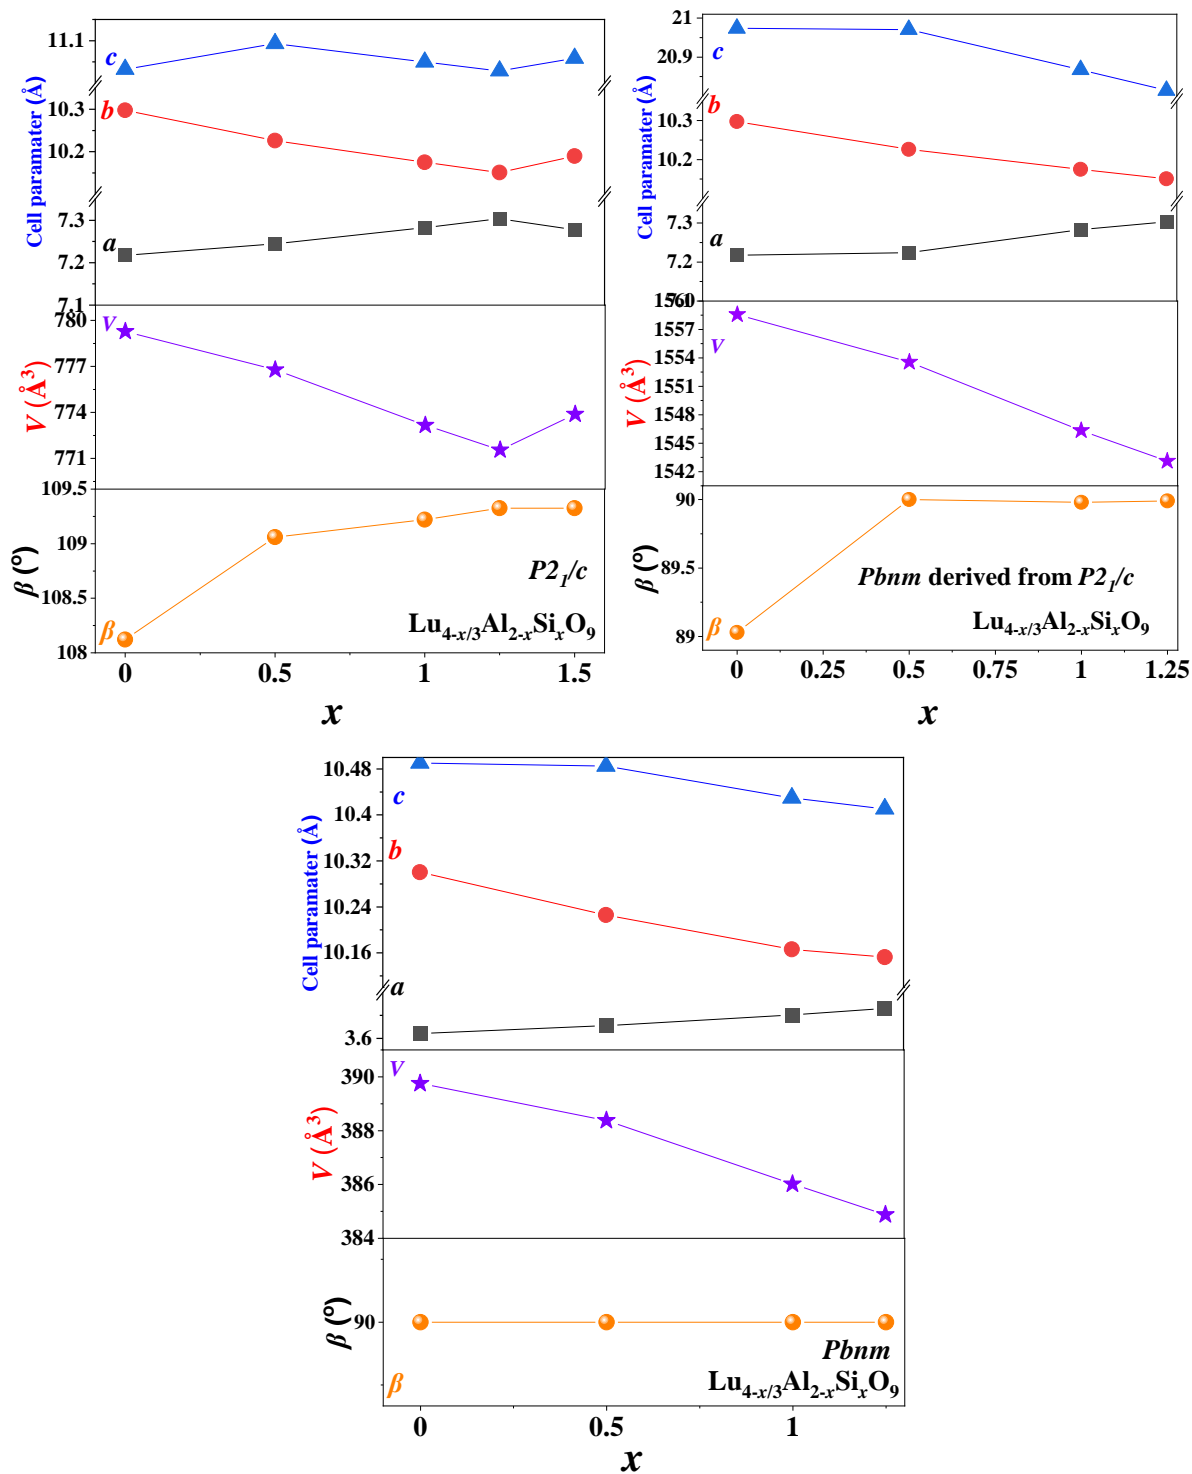 11.1
c
b
10.3
10.2
Cell paramater (Å)
7.3
a
7.2
7.1
780
V
777
774
771
V (Å³)
109.5
109
108.5
108
β (º)
β
P2₁/c
Lu₄₋ₓ/₃Al₂₋ₓSiₓO₉
0 0.5 1 1.5
x
21
c
20.9
b
10.3
10.2
Cell paramater (Å)
7.3
a
7.2
7.1
1560
1557
V
1554
1551
1548
1545
1542
V (Å³)
90
89.5
89
β (º)
β
Pbnm derived from P2₁/c
Lu₄₋ₓ/₃Al₂₋ₓSiₓO₉
0 0.25 0.5 0.75 1 1.25
x
10.48
c
10.4
b
10.32
10.24
10.16
Cell paramater (Å)
a
3.6
V
390
388
386
384
V (Å³)
90
β (º)
β
Pbnm
Lu₄₋ₓ/₃Al₂₋ₓSiₓO₉
0 0.5 1
x